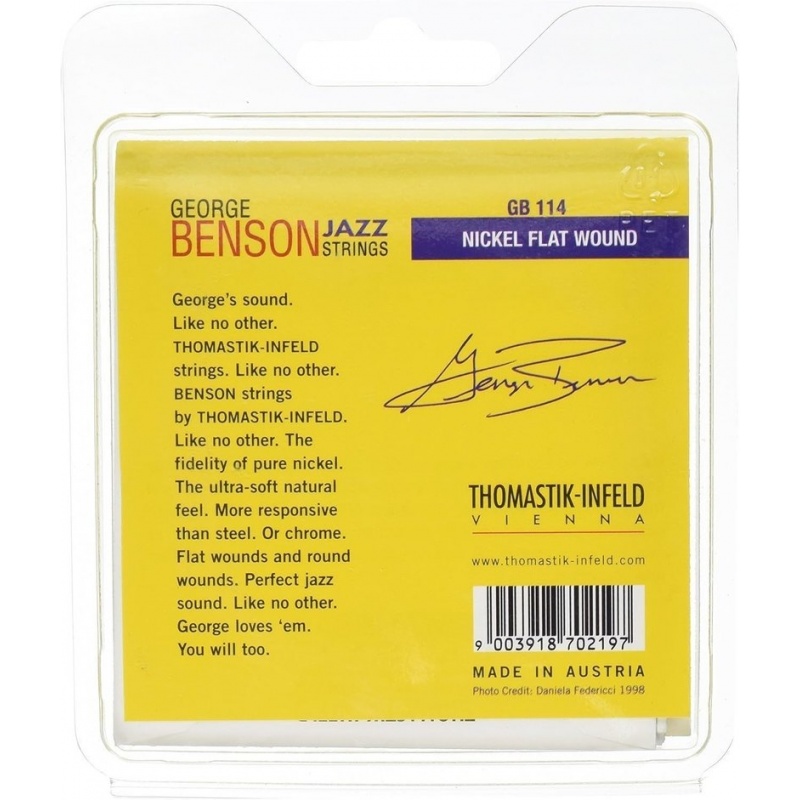 GEORGE
BENSON JAZZ
STRINGS
GB 114
NICKEL FLAT WOUND
George's sound.
Like no other.
THOMASTIK-INFELD
strings. Like no other.
BENSON strings
by THOMASTIK-INFELD.
Like no other. The
fidelity of pure nickel.
The ultra-soft natural
feel. More responsive
than steel. Or chrome.
Flat wounds and round
wounds. Perfect jazz
sound. Like no other.
George loves 'em.
You will too.
George Benson
THOMASTIK-INFELD
VIENNA
www.thomastik-infeld.com
9 003918 702197
MADE IN AUSTRIA
Photo Credit: Daniela Federicci 1998